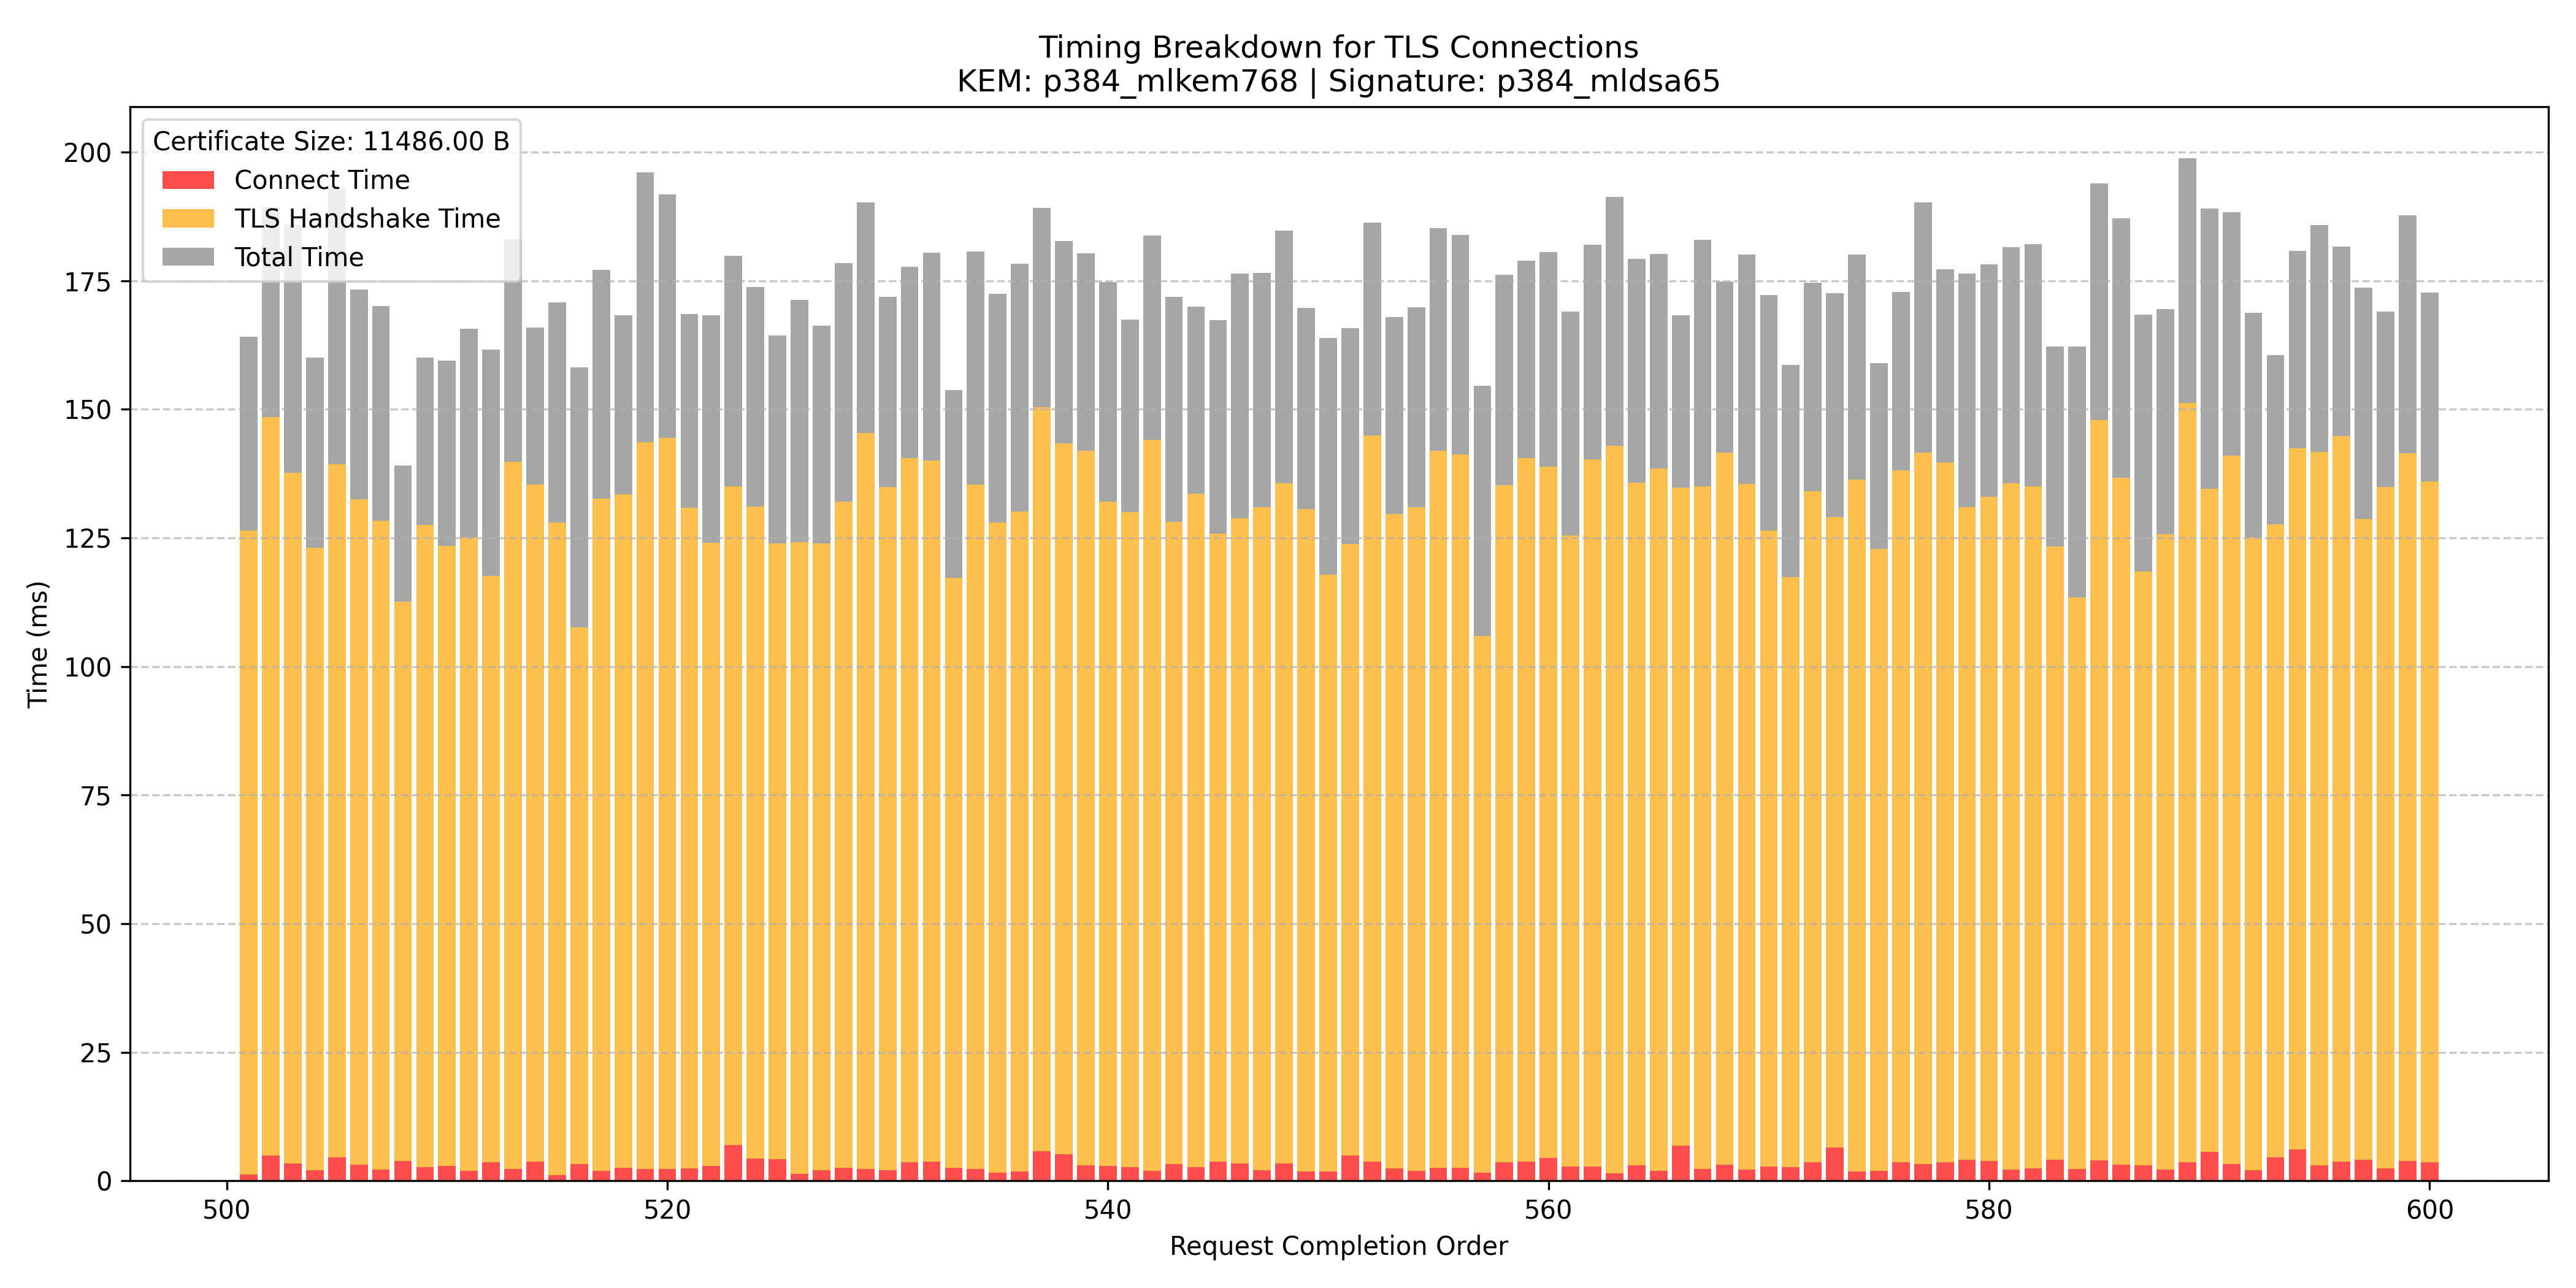 Timing Breakdown for TLS Connections
KEM: p384_mlkem768 | Signature: p384_mldsa65
Certificate Size: 11486.00 B
Connect Time
TLS Handshake Time
Total Time
200
175
150
125
100
75
50
25
0
Time (ms)
500 520 540 560 580 600
Request Completion Order